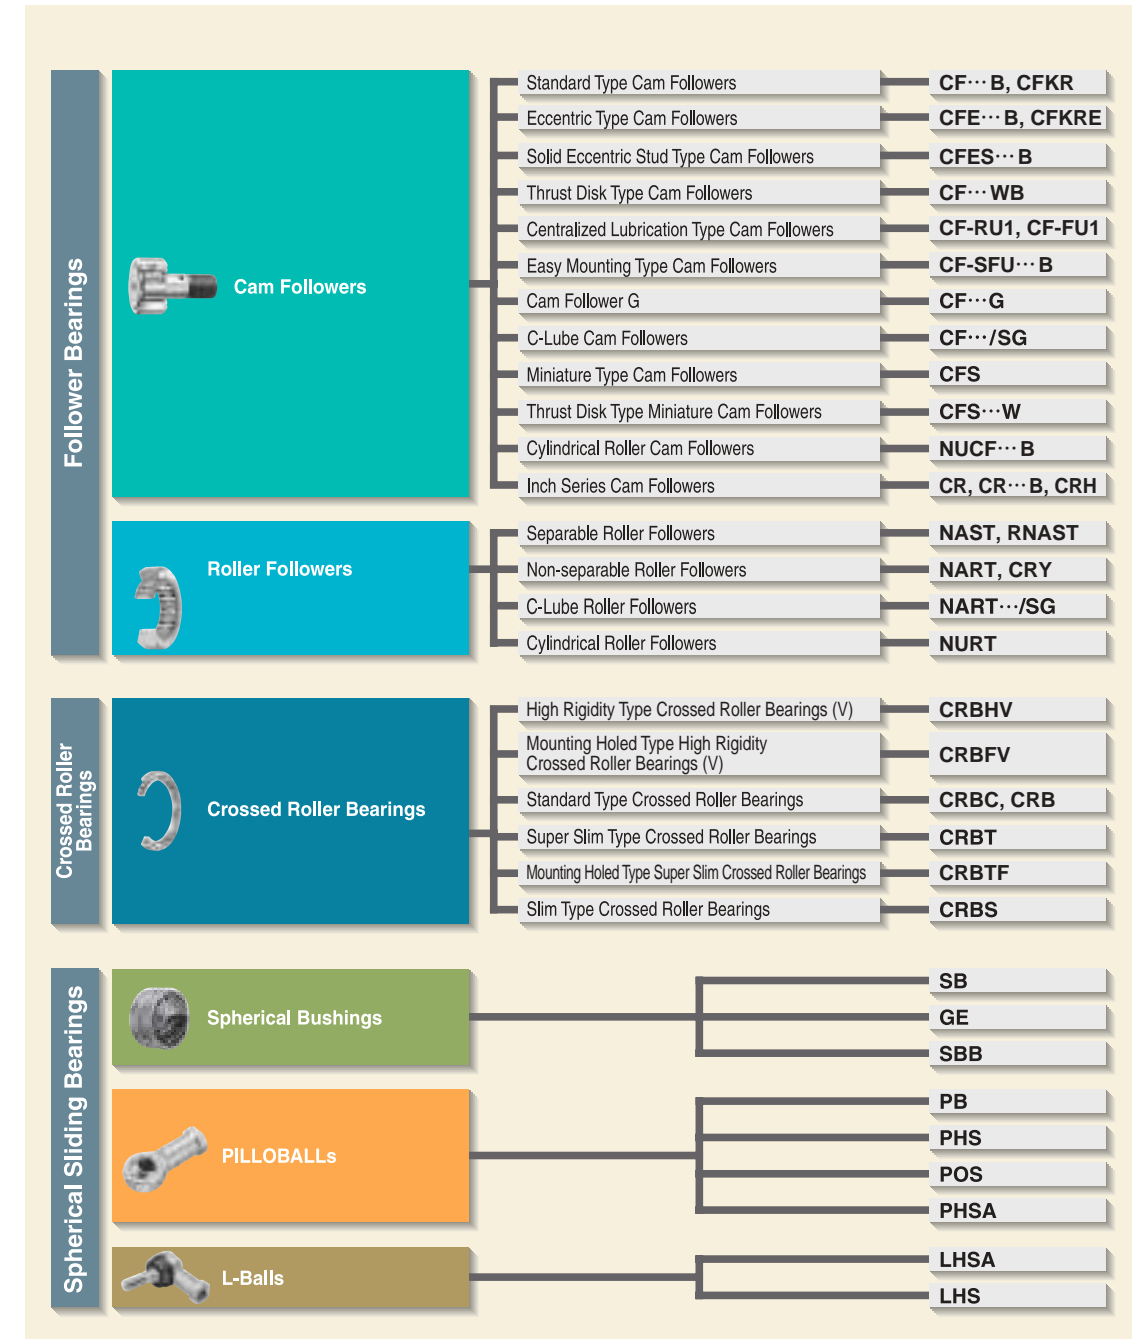 Follower Bearings
Cam Followers
Standard Type Cam Followers
CF···B, CFKR
Eccentric Type Cam Followers
CFE···B, CFKRE
Solid Eccentric Stud Type Cam Followers
CFES···B
Thrust Disk Type Cam Followers
CF···WB
Centralized Lubrication Type Cam Followers
CF-RU1, CF-FU1
Easy Mounting Type Cam Followers
CF-SFU···B
Cam Follower G
CF···G
C-Lube Cam Followers
CF···/SG
Miniature Type Cam Followers
CFS
Thrust Disk Type Miniature Cam Followers
CFS···W
Cylindrical Roller Cam Followers
NUCF···B
Inch Series Cam Followers
CR, CR···B, CRH
Roller Followers
Separable Roller Followers
NAST, RNAST
Non-separable Roller Followers
NART, CRY
C-Lube Roller Followers
NART···/SG
Cylindrical Roller Followers
NURT
Crossed Roller
Bearings
Crossed Roller Bearings
High Rigidity Type Crossed Roller Bearings (V)
CRBHV
Mounting Holed Type High Rigidity
Crossed Roller Bearings (V)
CRBFV
Standard Type Crossed Roller Bearings
CRBC, CRB
Super Slim Type Crossed Roller Bearings
CRBT
Mounting Holed Type Super Slim Crossed Roller Bearings
CRBTF
Slim Type Crossed Roller Bearings
CRBS
Spherical Sliding Bearings
Spherical Bushings
SB
GE
SBB
PILLOBALLs
PB
PHS
POS
PHSA
L-Balls
LHSA
LHS